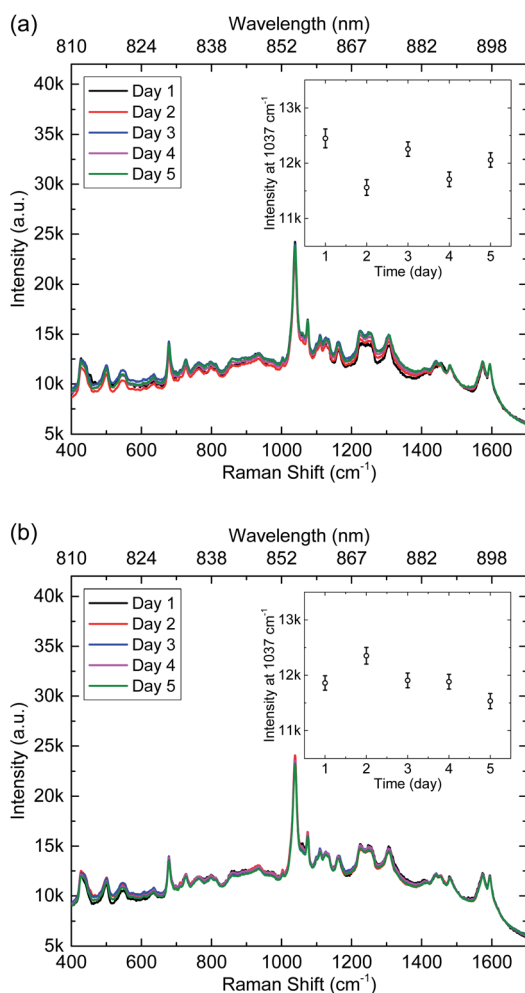 (a)
Wavelength (nm)
810 824 838 852 867 882 898
40k
35k
30k
25k
20k
15k
10k
5k
Intensity (a.u.)
Day 1
Day 2
Day 3
Day 4
Day 5
13k
12k
11k
Intensity at 1037 cm-1
1 2 3 4 5
Time (day)
400 600 800 1000 1200 1400 1600
Raman Shift (cm-1)
(b)
Wavelength (nm)
810 824 838 852 867 882 898
40k
35k
30k
25k
20k
15k
10k
5k
Intensity (a.u.)
Day 1
Day 2
Day 3
Day 4
Day 5
13k
12k
11k
Intensity at 1037 cm-1
1 2 3 4 5
Time (day)
400 600 800 1000 1200 1400 1600
Raman Shift (cm-1)